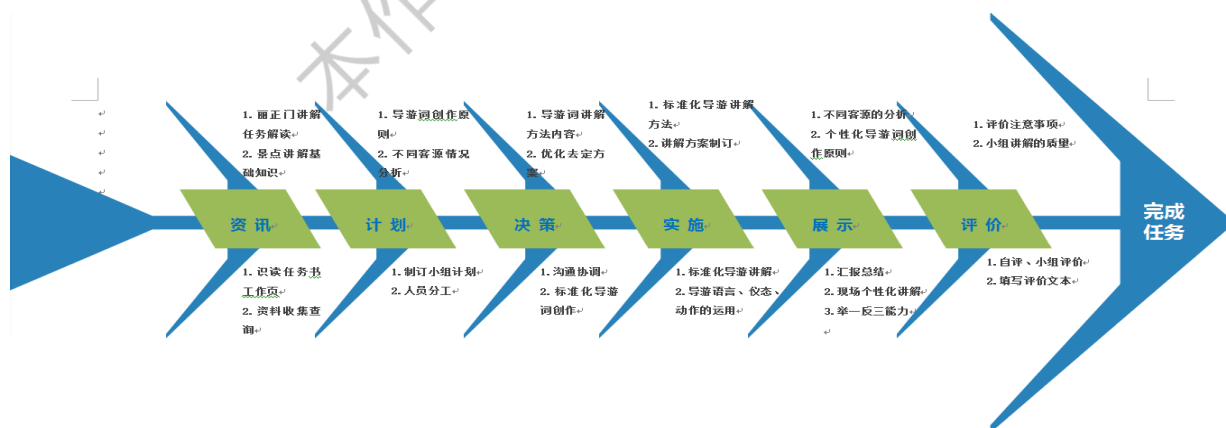 本作
1. 丽正门讲解
任务解读
2. 景点讲解基
础知识
1. 导游词创作原
则
2. 不同客源情况
分析
1. 导游词讲解
方法内容
2. 优化去定方
案
1. 标准化导游讲解
方法
2. 讲解方案制订
1. 不同客源的分析
2. 个性化导游词创
作原则
1. 评价注意事项
2. 小组讲解的质里
资讯
计划
决策
实施
展示
评价
完成
任务
1. 识读任务书
工作页
2. 资料收集查
询
1. 制订小组计划
2. 人员分工
1. 沟通协调
2. 标准化导游
词创作
1. 标准化导游讲解
2. 导游语言、仪态、
动作的运用
1. 汇报总结
2. 现场个性化讲解
3. 举一反三能力
1. 自评、小组评价
2. 填写评价文本